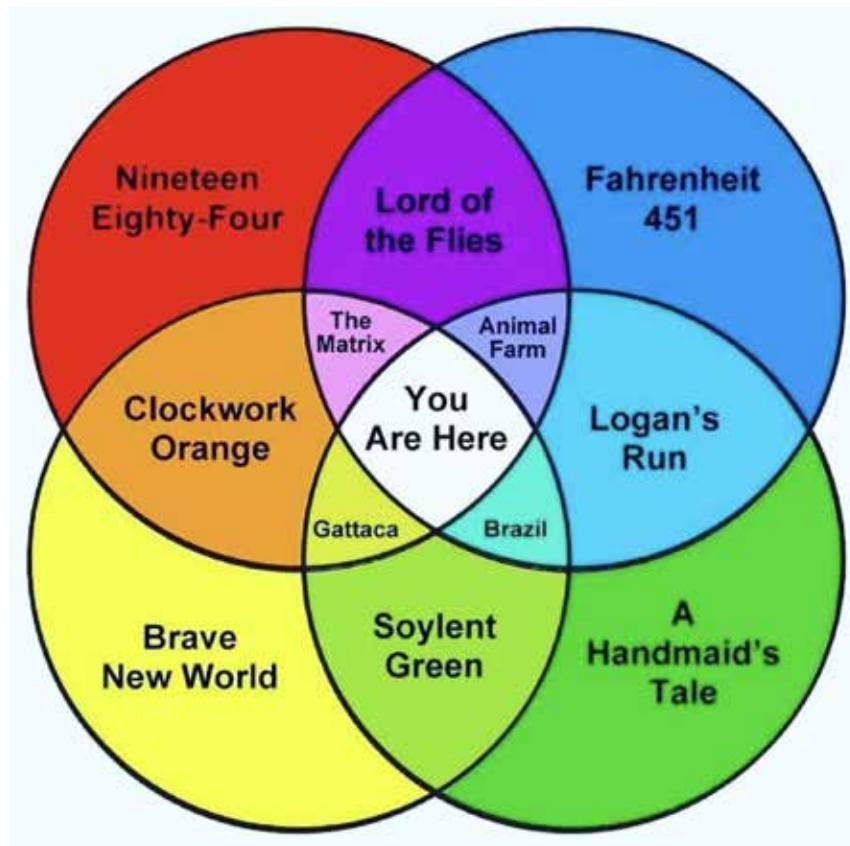 Nineteen
Eighty-Four
Lord of
the Flies
Fahrenheit
451
The
Matrix
Animal
Farm
Clockwork
Orange
You
Are Here
Logan's
Run
Gattaca
Brazil
Brave
New World
Soylent
Green
A
Handmaid's
Tale